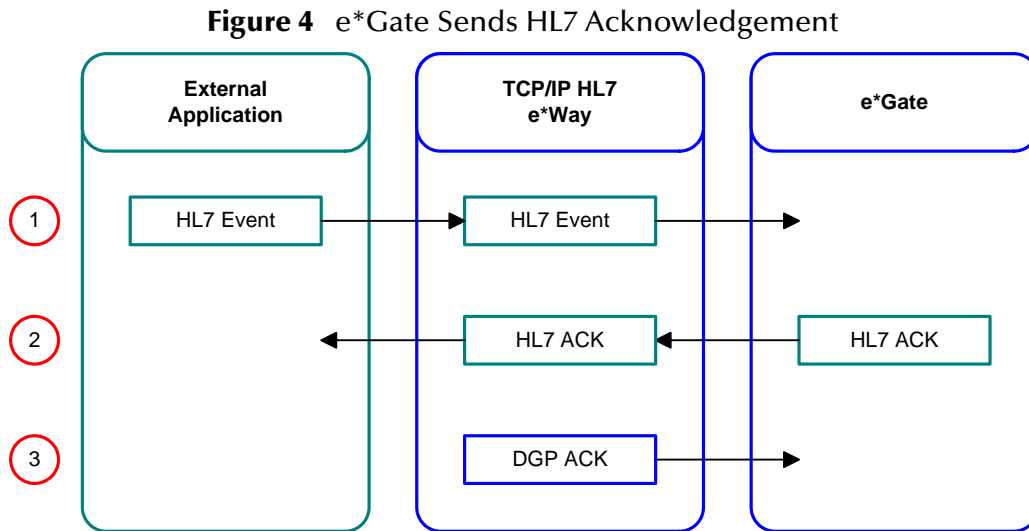 Figure 4 e*Gate Sends HL7 Acknowledgement
External
Application
TCP/IP HL7
e*Way
e*Gate
1
HL7 Event
HL7 Event
2
HL7 ACK
HL7 ACK
3
DGP ACK